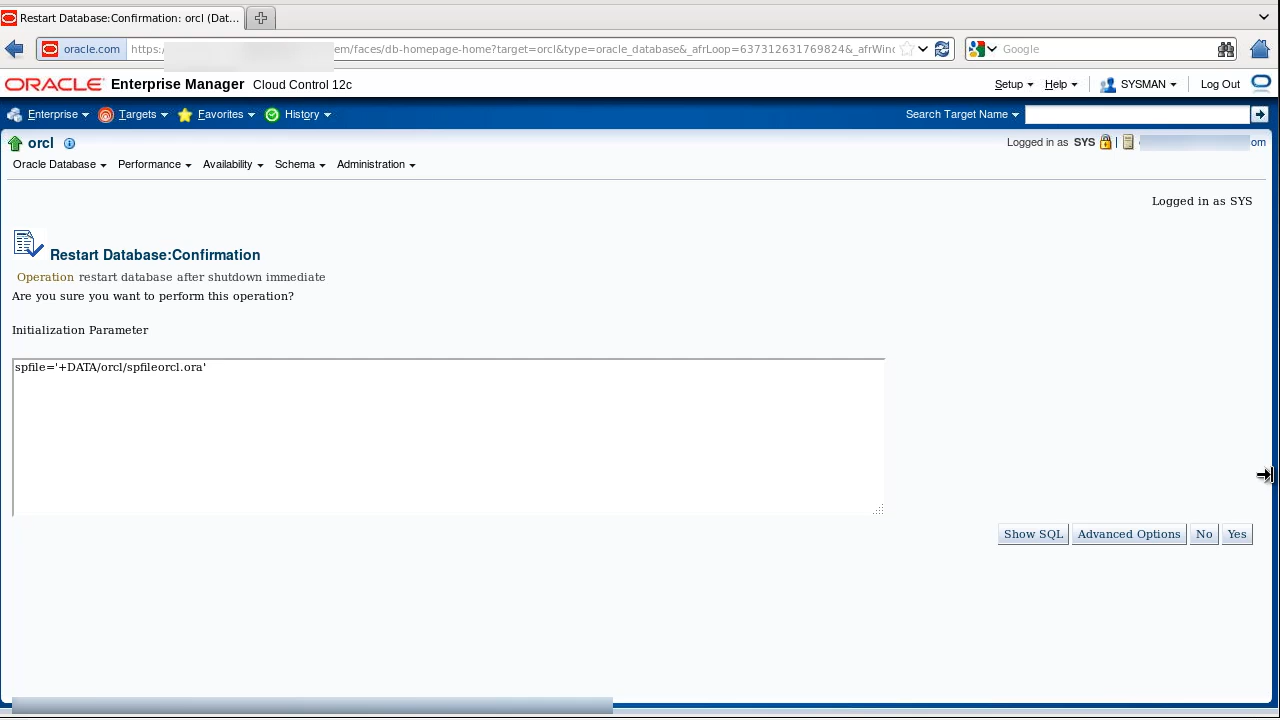 Restart Database:Confirmation: orcl (Dat...
oracle.com https: em/faces/db-homepage-home?target=orcl&type=oracle_database&_afrLoop=8
Google
ORACLE Enterprise Manager Cloud Control 12c
Setup Help SYSMAN Log Out
Enterprise Targets Favorites History Search Target Name
orcl
Logged in as SYS om
Oracle Database Performance Availability Schema Administration
Logged in as SYS
Restart Database:Confirmation
Operation restart database after shutdown immediate
Are you sure you want to perform this operation?
Initialization Parameter
spfile='+DATA/orcl/spfileorcl.ora'
Show SQL Advanced Options No Yes